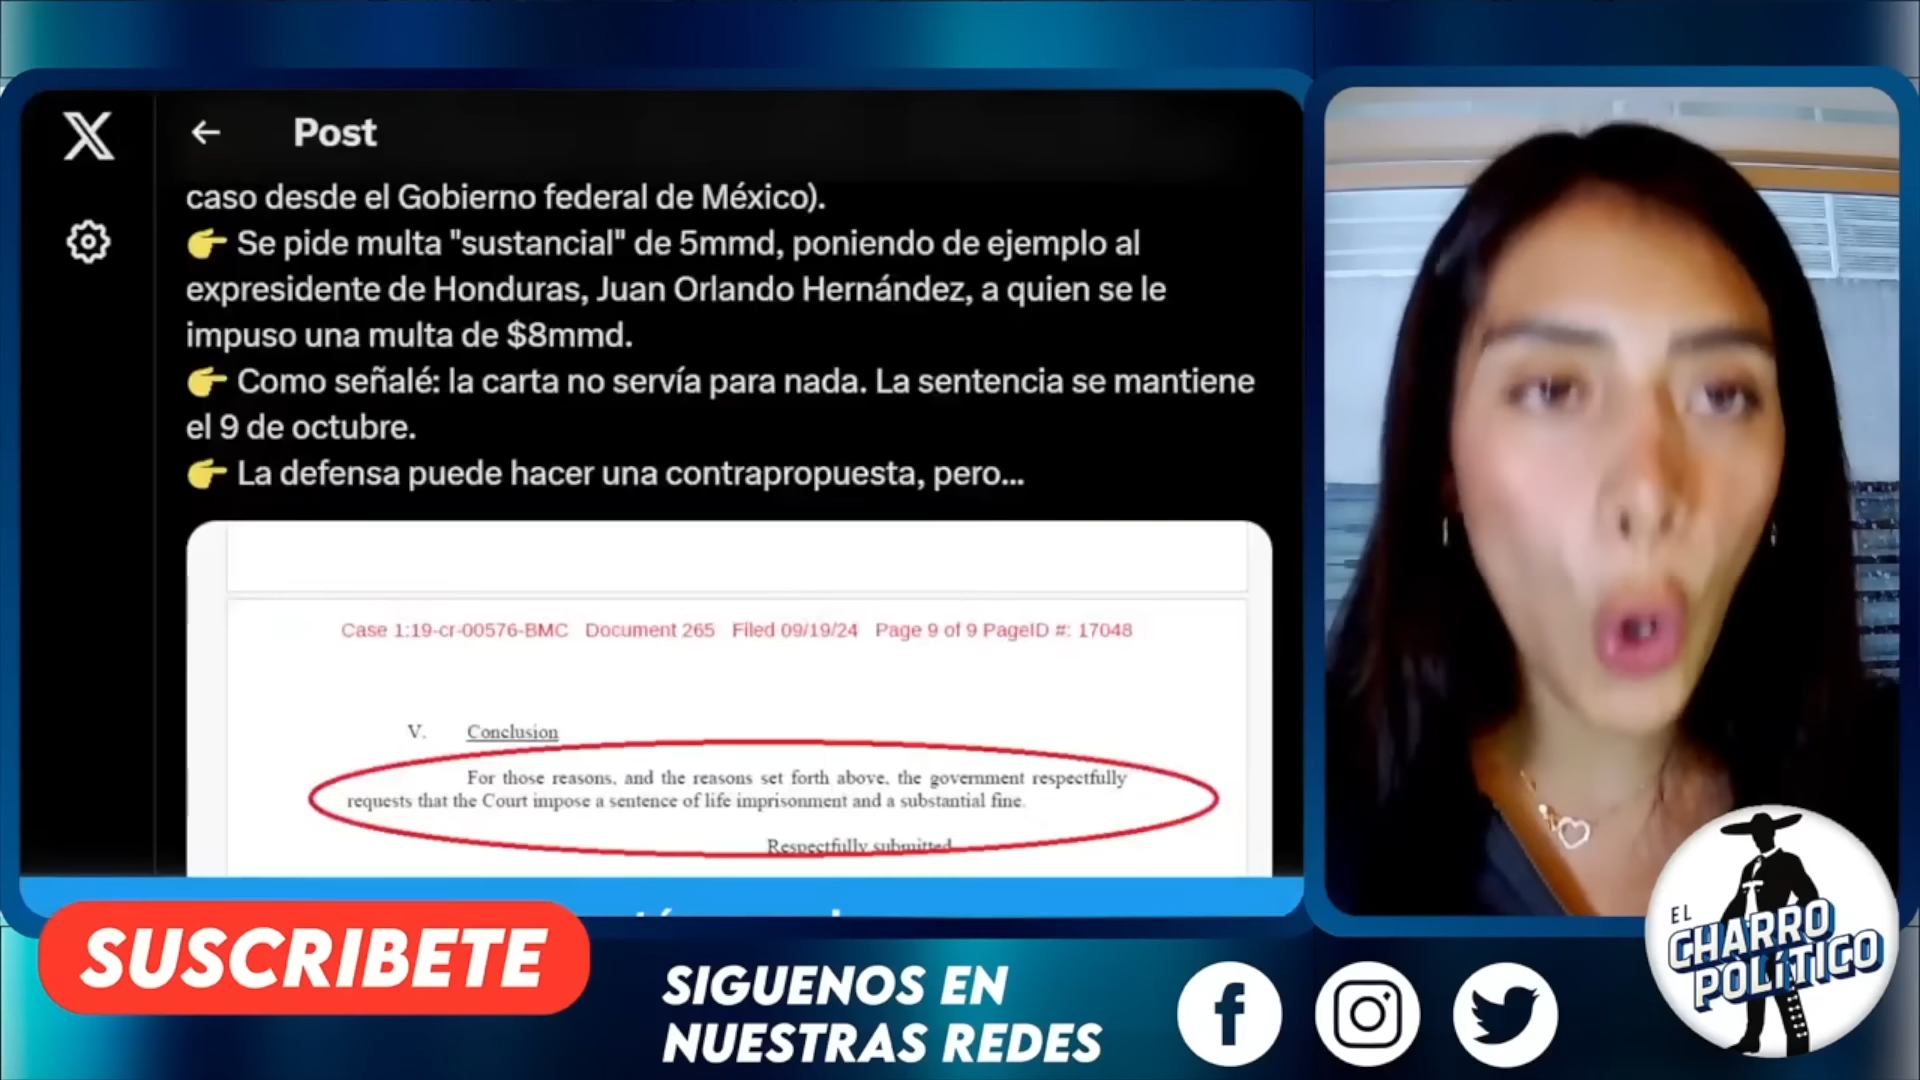 Post
caso desde el Gobierno federal de México).
👉 Se pide multa "sustancial" de 5mmd, poniendo de ejemplo al
expresidente de Honduras, Juan Orlando Hernández, a quien se le
impuso una multa de $8mmd.
👉 Como señalé: la carta no servía para nada. La sentencia se mantiene
el 9 de octubre.
👉 La defensa puede hacer una contrapropuesta, pero...
Case 1:19-cr-00576-BMC Document 265 Filed 09/19/24 Page 9 of 9 PageID #: 17048
V. Conclusion
For those reasons, and the reasons set forth above, the government respectfully
requests that the Court impose a sentence of life imprisonment and a substantial fine.
Respectfully submitted
SUSCRIBETE
SIGUENOS EN
NUESTRAS REDES
EL
CHARRO
POLÍTICO